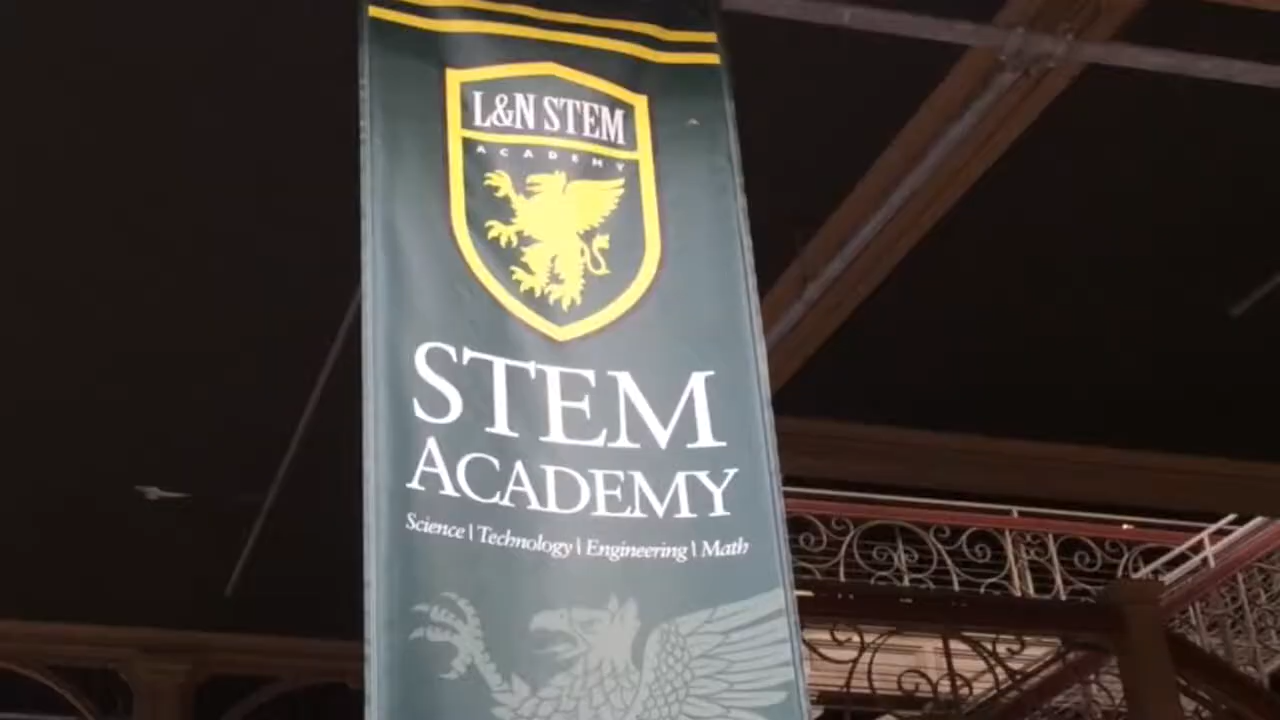 L&N STEM
ACADEMY
STEM
ACADEMY
Science | Technology | Engineering | Math